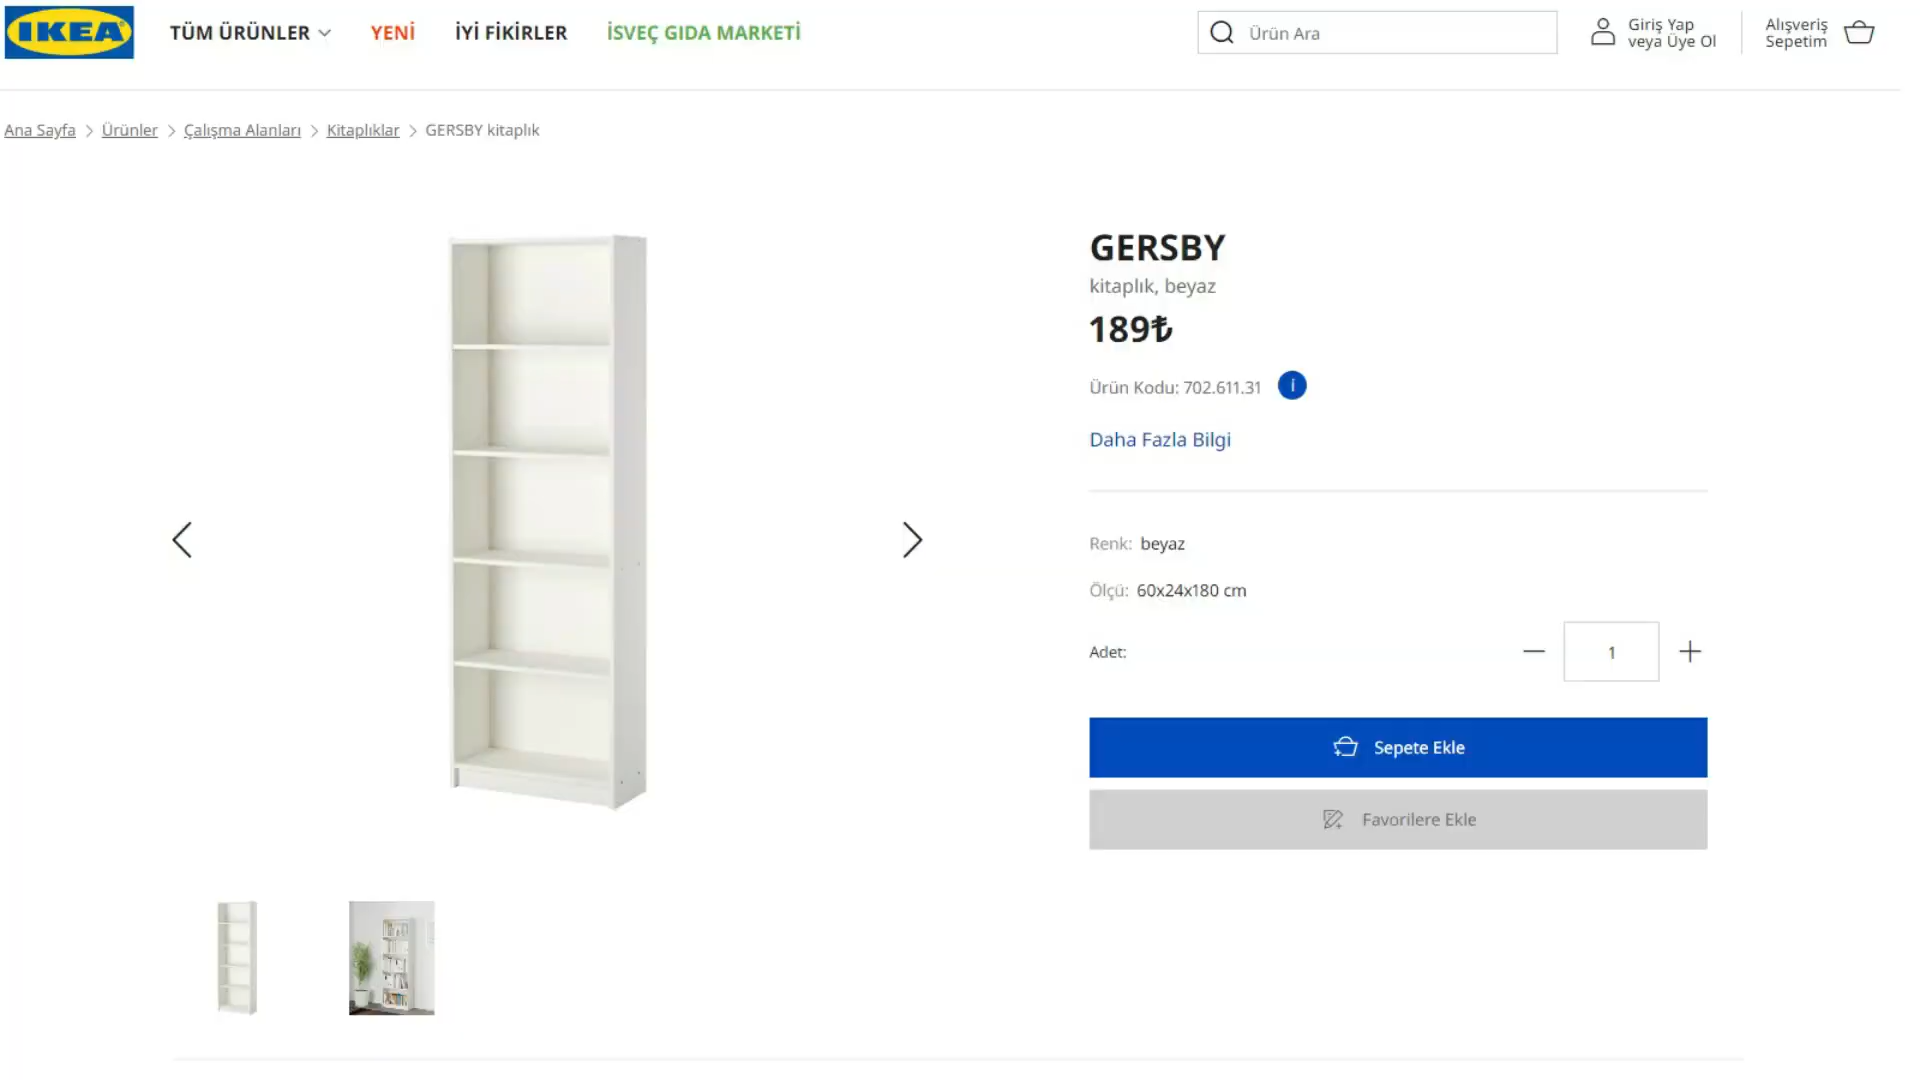 IKEA
TÜM ÜRÜNLER
YENİ
İYİ FİKİRLER
İSVEÇ GIDA MARKETİ
Ürün Ara
Giriş Yap
veya Üye Ol
Alışveriş
Sepetim
Ana Sayfa > Ürünler > Çalışma Alanları > Kitaplıklar > GERSBY kitaplık
GERSBY
kitaplık, beyaz
189₺
Ürün Kodu: 702.611.31 i
Daha Fazla Bilgi
Renk: beyaz
Ölçü: 60x24x180 cm
Adet: 1
Sepete Ekle
Favorilere Ekle